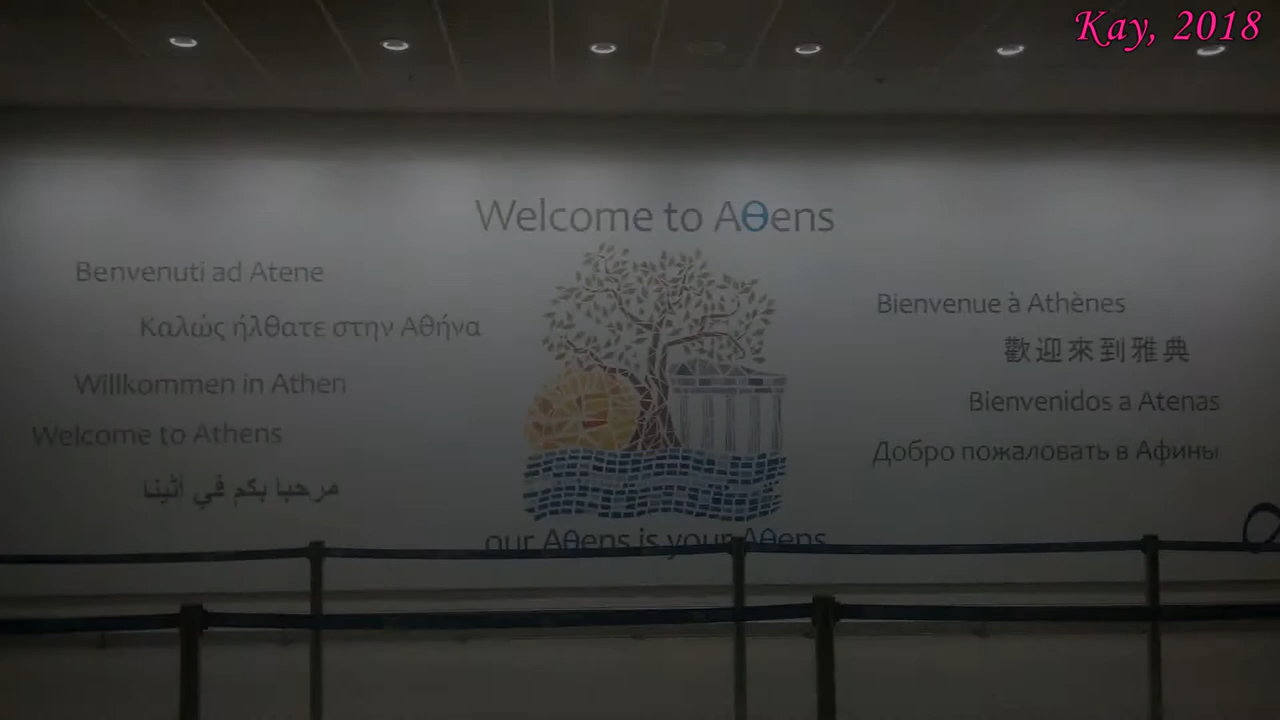 Kay, 2018
Welcome to Aθens
Benvenuti ad Atene
Καλώς ήλθατε στην Αθήνα
Willkommen in Athen
Welcome to Athens
مرحبا بكم في أثينا
Bienvenue à Athènes
歡迎來到雅典
Bienvenidos a Atenas
Добро пожаловать в Афины
our Aθens is your Aθens